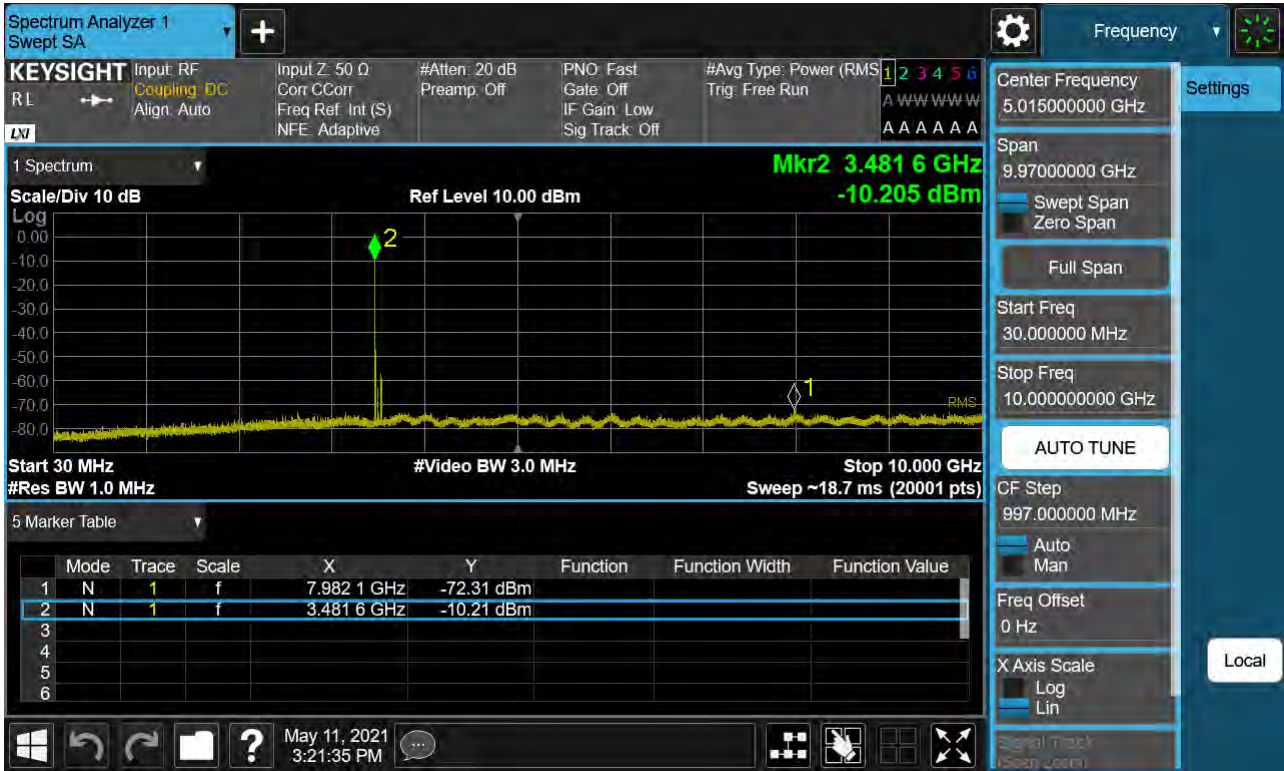 Spectrum Analyzer 1
Swept SA
+
Frequency
KEYSIGHT
RL
LXI
Input: RF
Coupling: DC
Align: Auto
Input Z: 50 Ω
Corr CCorr
Freq Ref: Int (S)
NFE: Adaptive
#Atten: 20 dB
Preamp: Off
PNO: Fast
Gate: Off
IF Gain: Low
Sig Track: Off
#Avg Type: Power (RMS
Trig: Free Run
1 2 3 4 5 6
A W W W W W
A A A A A A
1 Spectrum
Mkr2 3.481 6 GHz
Scale/Div 10 dB
Ref Level 10.00 dBm
-10.205 dBm
Log
0.00
-10.0
-20.0
-30.0
-40.0
-50.0
-60.0
-70.0
-80.0
2
1
RMS
Start 30 MHz
#Video BW 3.0 MHz
Stop 10.000 GHz
#Res BW 1.0 MHz
Sweep ~18.7 ms (20001 pts)
5 Marker Table
Mode Trace Scale X Y Function Function Width Function Value
1 N 1 f 7.982 1 GHz -72.31 dBm
2 N 1 f 3.481 6 GHz -10.21 dBm
3
4
5
6
Center Frequency
5.015000000 GHz
Settings
Span
9.97000000 GHz
Swept Span
Zero Span
Full Span
Start Freq
30.000000 MHz
Stop Freq
10.000000000 GHz
AUTO TUNE
CF Step
997.000000 MHz
Auto
Man
Freq Offset
0 Hz
X Axis Scale
Log
Lin
Local
Signal Track
(Span Zoom)
?
May 11, 2021
3:21:35 PM